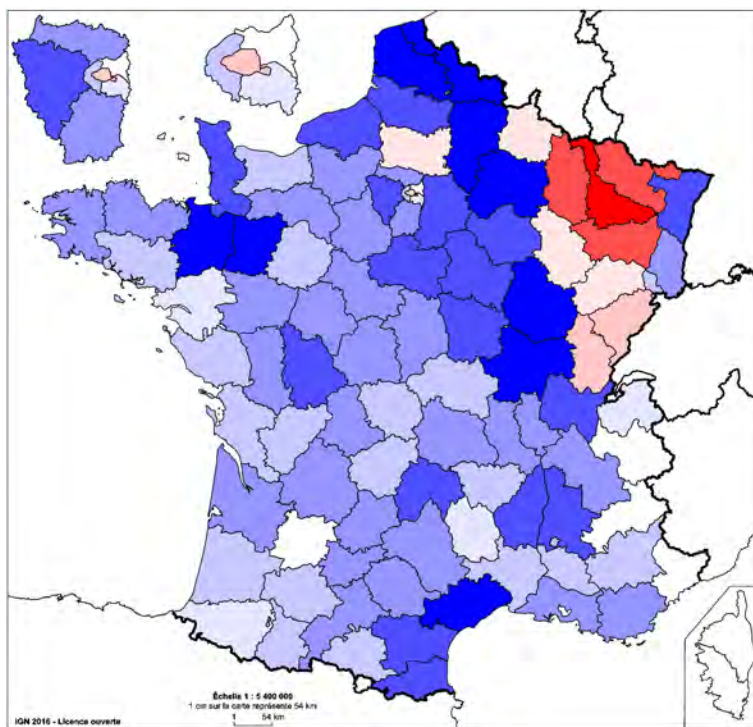 Échelle 1 : 5 400 000
1 cm sur la carte représente 54 km
1 54 km
IGN 2016 - Licence ouverte